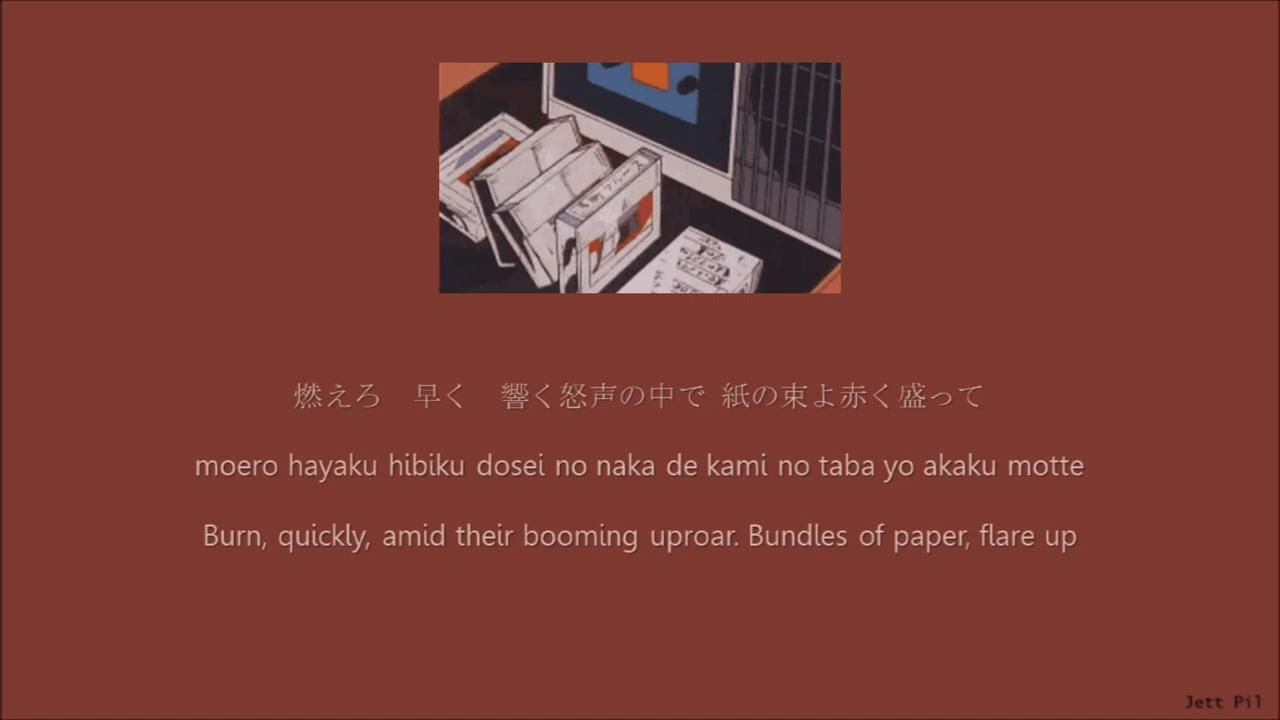 燃えろ　早く　響く怒声の中で 紙の束よ赤く盛って
moero hayaku hibiku dosei no naka de kami no taba yo akaku motte
Burn, quickly, amid their booming uproar. Bundles of paper, flare up
Jett Pil